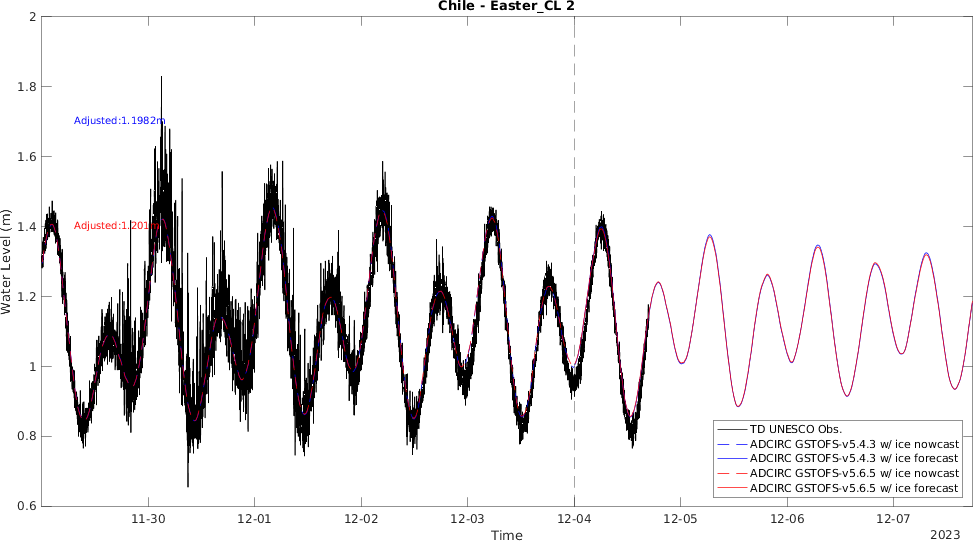 Chile - Easter_CL 2
2
1.8
1.6
1.4
1.2
1
0.8
0.6
Water Level (m)
Adjusted:1.1982m
Adjusted:1.201m
11-30
12-01
12-02
12-03
12-04
12-05
12-06
12-07
Time
2023
TD UNESCO Obs.
ADCIRC GSTOFS-v5.4.3 w/ ice nowcast
ADCIRC GSTOFS-v5.4.3 w/ ice forecast
ADCIRC GSTOFS-v5.6.5 w/ ice nowcast
ADCIRC GSTOFS-v5.6.5 w/ ice forecast